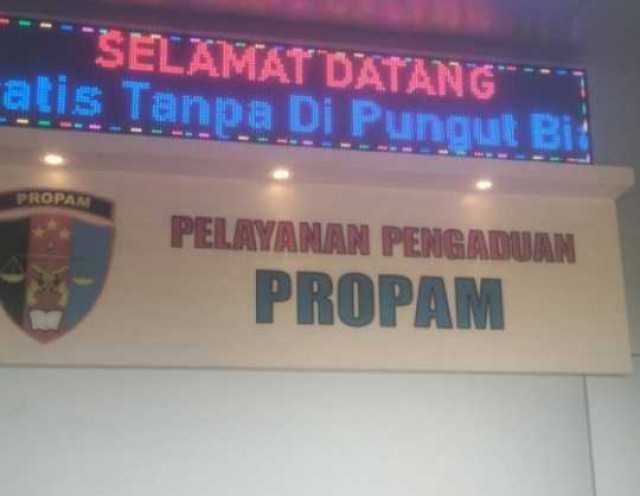 SELAMAT DATANG
atis Tanpa Di Pungut Bi
PROPAM
PELAYANAN PENGADUAN
PROPAM